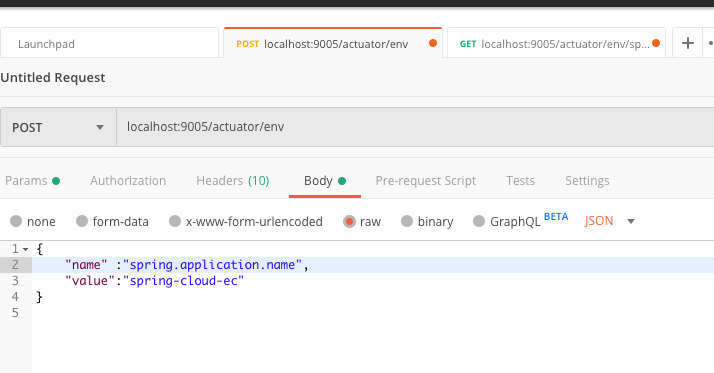 Launchpad
POST localhost:9005/actuator/env
GET localhost:9005/actuator/env/sp...
Untitled Request
POST localhost:9005/actuator/env
Params Authorization Headers (10) Body Pre-request Script Tests Settings
none form-data x-www-form-urlencoded raw binary GraphQL BETA JSON
1 {
2 "name" :"spring.application.name",
3 "value":"spring-cloud-ec"
4 }
5